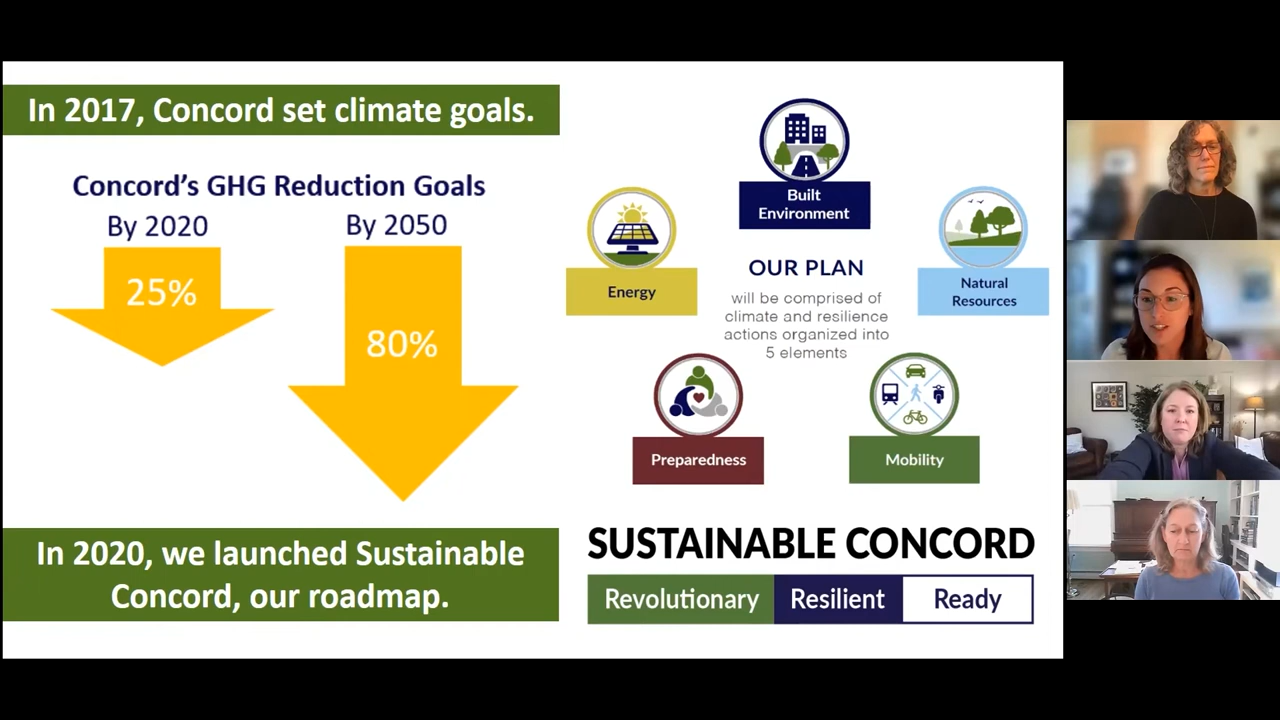 In 2017, Concord set climate goals.
Concord's GHG Reduction Goals
By 2020
By 2050
25%
80%
In 2020, we launched Sustainable
Concord, our roadmap.
Built
Environment
Energy
Natural
Resources
OUR PLAN
will be comprised of
climate and resilience
actions organized into
5 elements
Preparedness
Mobility
SUSTAINABLE CONCORD
Revolutionary
Resilient
Ready